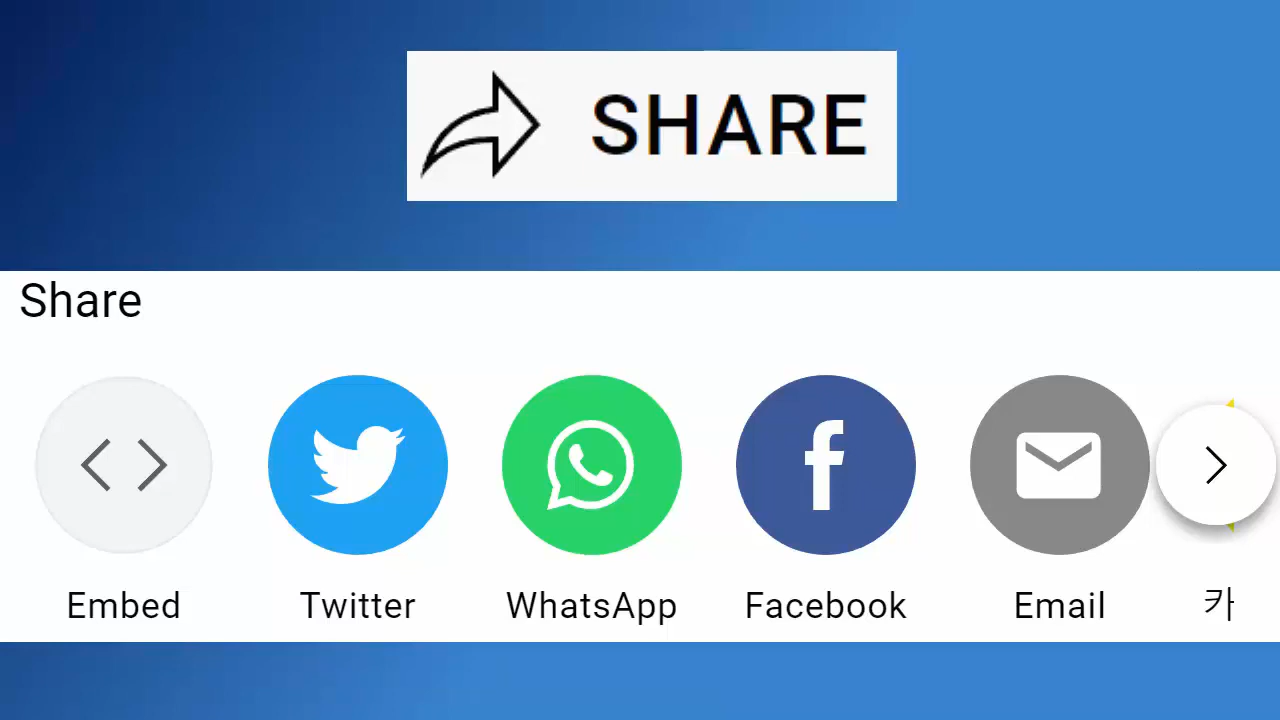 SHARE
Share
Embed
Twitter
WhatsApp
Facebook
Email
카